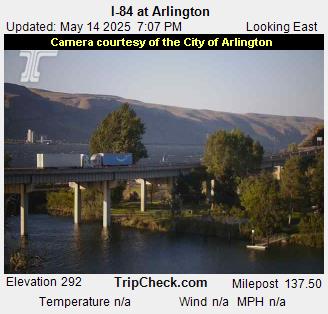 I-84 at Arlington
Updated: May 14 2025 7:07 PM Looking East
Camera courtesy of the City of Arlington
Elevation 292 TripCheck.com Milepost 137.50
Temperature n/a Wind n/a MPH n/a